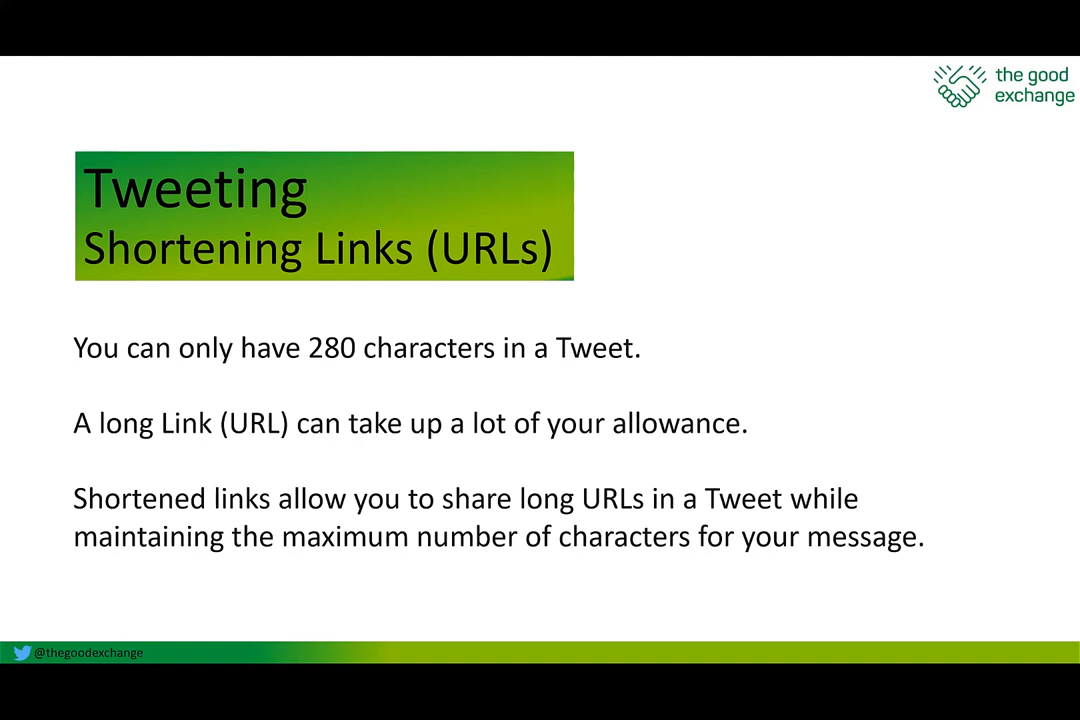 the good
exchange
Tweeting
Shortening Links (URLs)
You can only have 280 characters in a Tweet.
A long Link (URL) can take up a lot of your allowance.
Shortened links allow you to share long URLs in a Tweet while
maintaining the maximum number of characters for your message.
@thegoodexchange